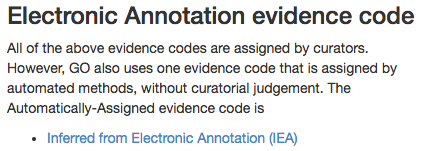 Electronic Annotation evidence code
All of the above evidence codes are assigned by curators.
However, GO also uses one evidence code that is assigned by
automated methods, without curatorial judgement. The
Automatically-Assigned evidence code is
• Inferred from Electronic Annotation (IEA)